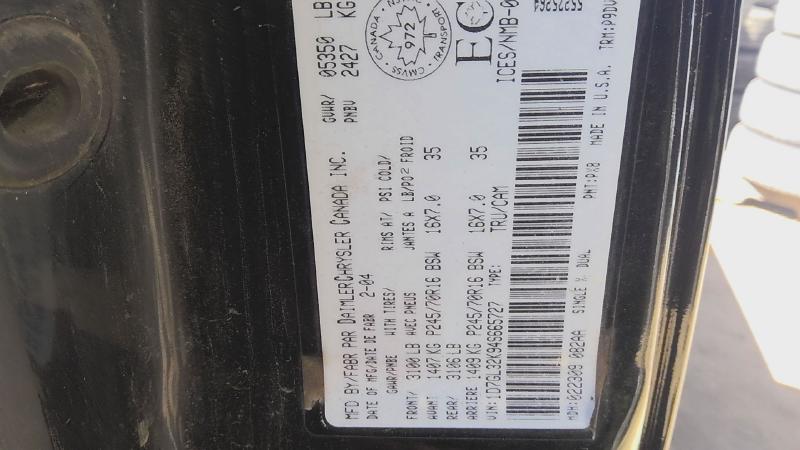 MFD BY/FABR PAR DAIMLERCHRYSLER CANADA INC.
DATE OF MFG/DATE DE FABR 2-04
GVWR/ 05350 LB
PNBV 2427 KG
GAWR/PNBE WITH TIRES/ RIMS AT/ PSI COLD/
AVEC PNEUS JANTES A LB/PO2 FROID
FRONT/ 3100 LB
AVANT 1407 KG P245/70R16 BSW 16X7.0 35
REAR/ 3106 LB
ARRIERE 1409 KG P245/70R16 BSW 16X7.0 35
VIN: 1D7GL32K94S665727 TYPE: TRU/CAM
CANADA
972
CMVSS TRANSPORT
EC
ICES/NMB-0
55275264
MDH: 022309 082AA SINGLE X DUAL PNT: PX8 MADE IN U.S.A. TRM: P9DV